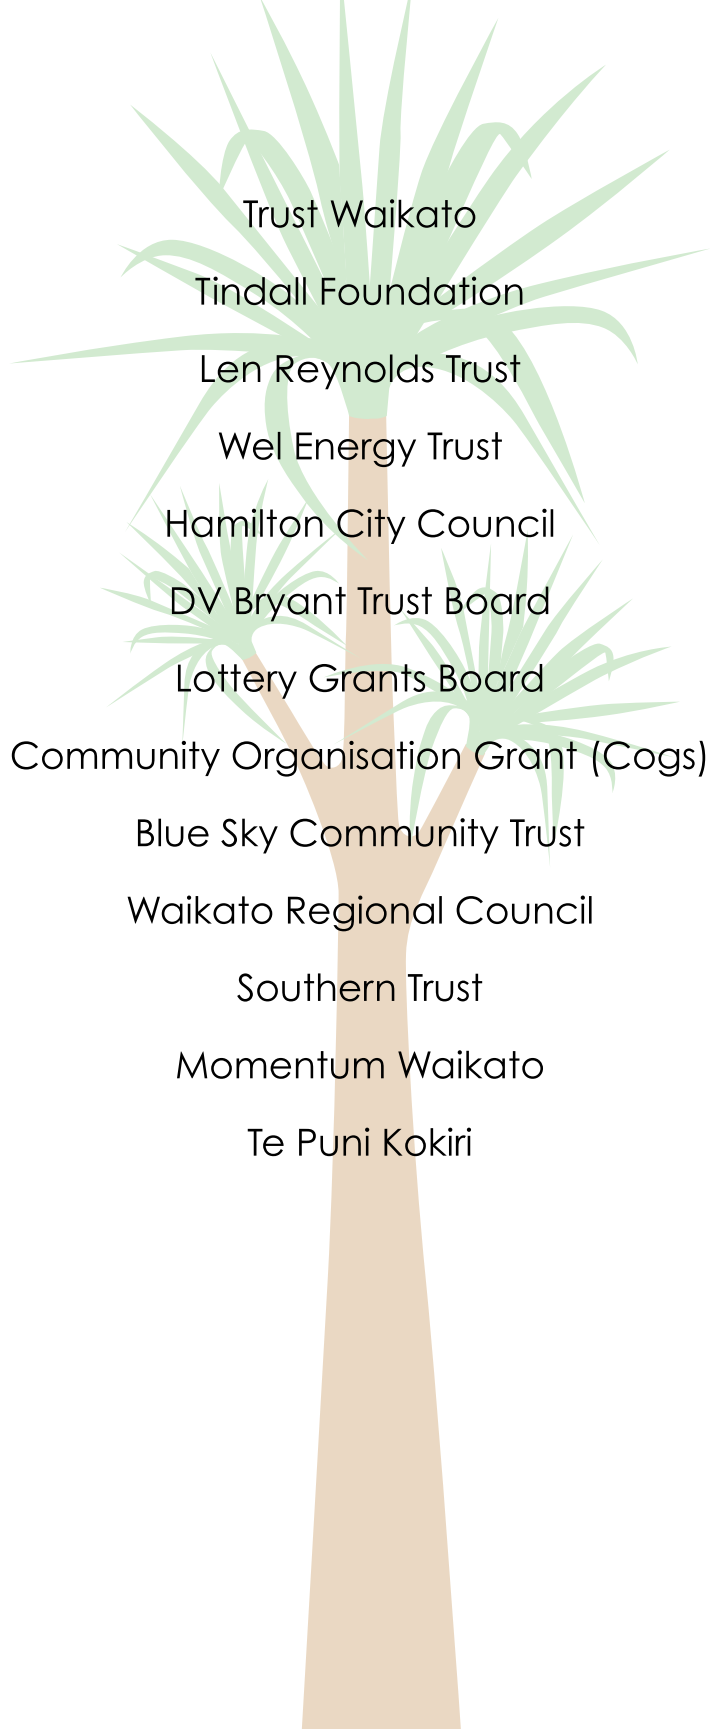 Trust Waikato
Tindall Foundation
Len Reynolds Trust
Wel Energy Trust
Hamilton City Council
DV Bryant Trust Board
Lottery Grants Board
Community Organisation Grant (Cogs)
Blue Sky Community Trust
Waikato Regional Council
Southern Trust
Momentum Waikato
Te Puni Kokiri